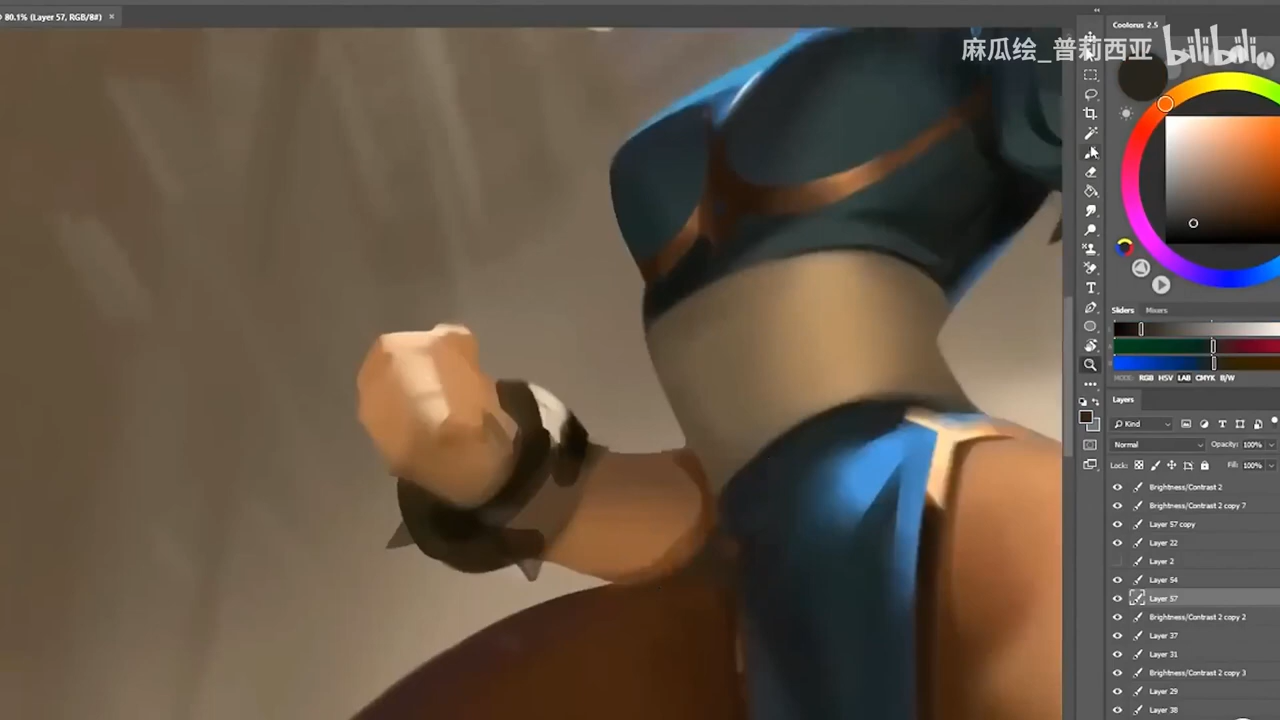 80.1% (Layer 57, RGB/8#) ×
麻瓜绘_普莉西亚 bilibili
Coolorus 2.5
Sliders Mixers
MODE: RGB HSV LAB CMYK B/W
Layers
Kind
Normal Opacity: 100%
Lock: Fill: 100%
Brightness/Contrast 2
Brightness/Contrast 2 copy 7
Layer 57 copy
Layer 22
Layer 2
Layer 54
Layer 57
Brightness/Contrast 2 copy 2
Layer 37
Layer 31
Brightness/Contrast 2 copy 3
Layer 29
Layer 38